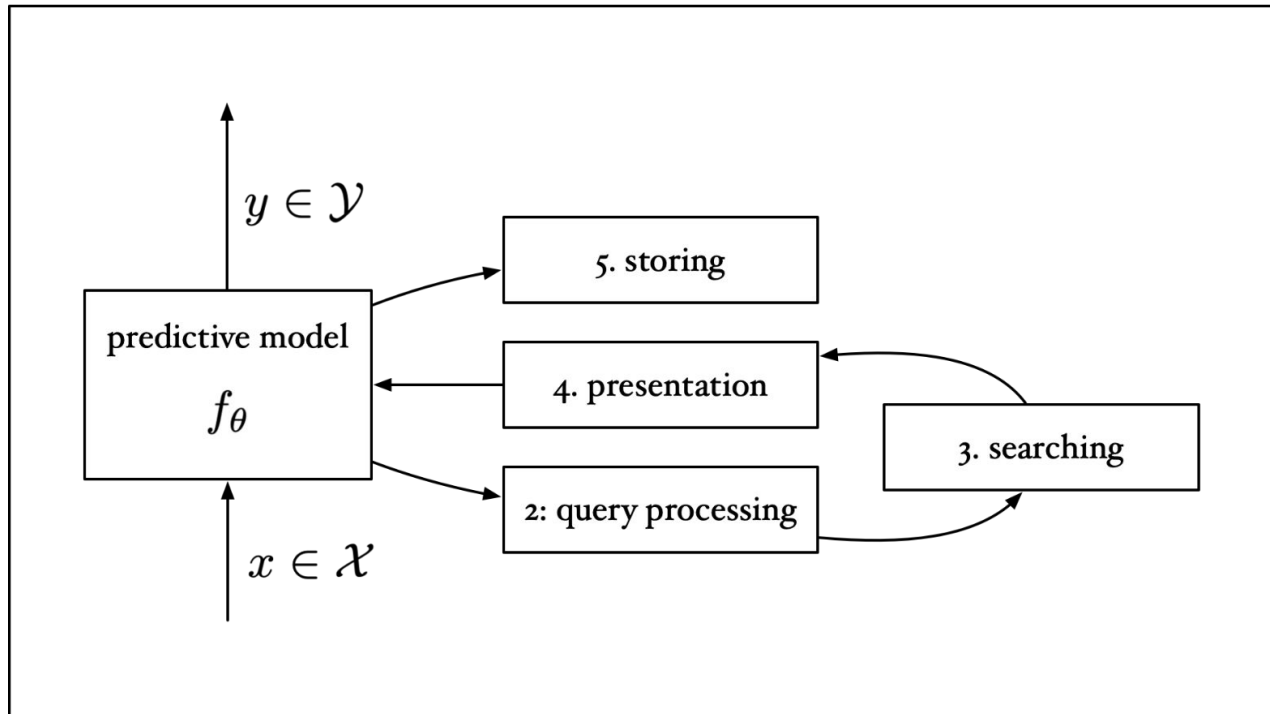 y ∈ 𝒴
5. storing
predictive model
4. presentation
f_θ
3. searching
2: query processing
x ∈ 𝒳